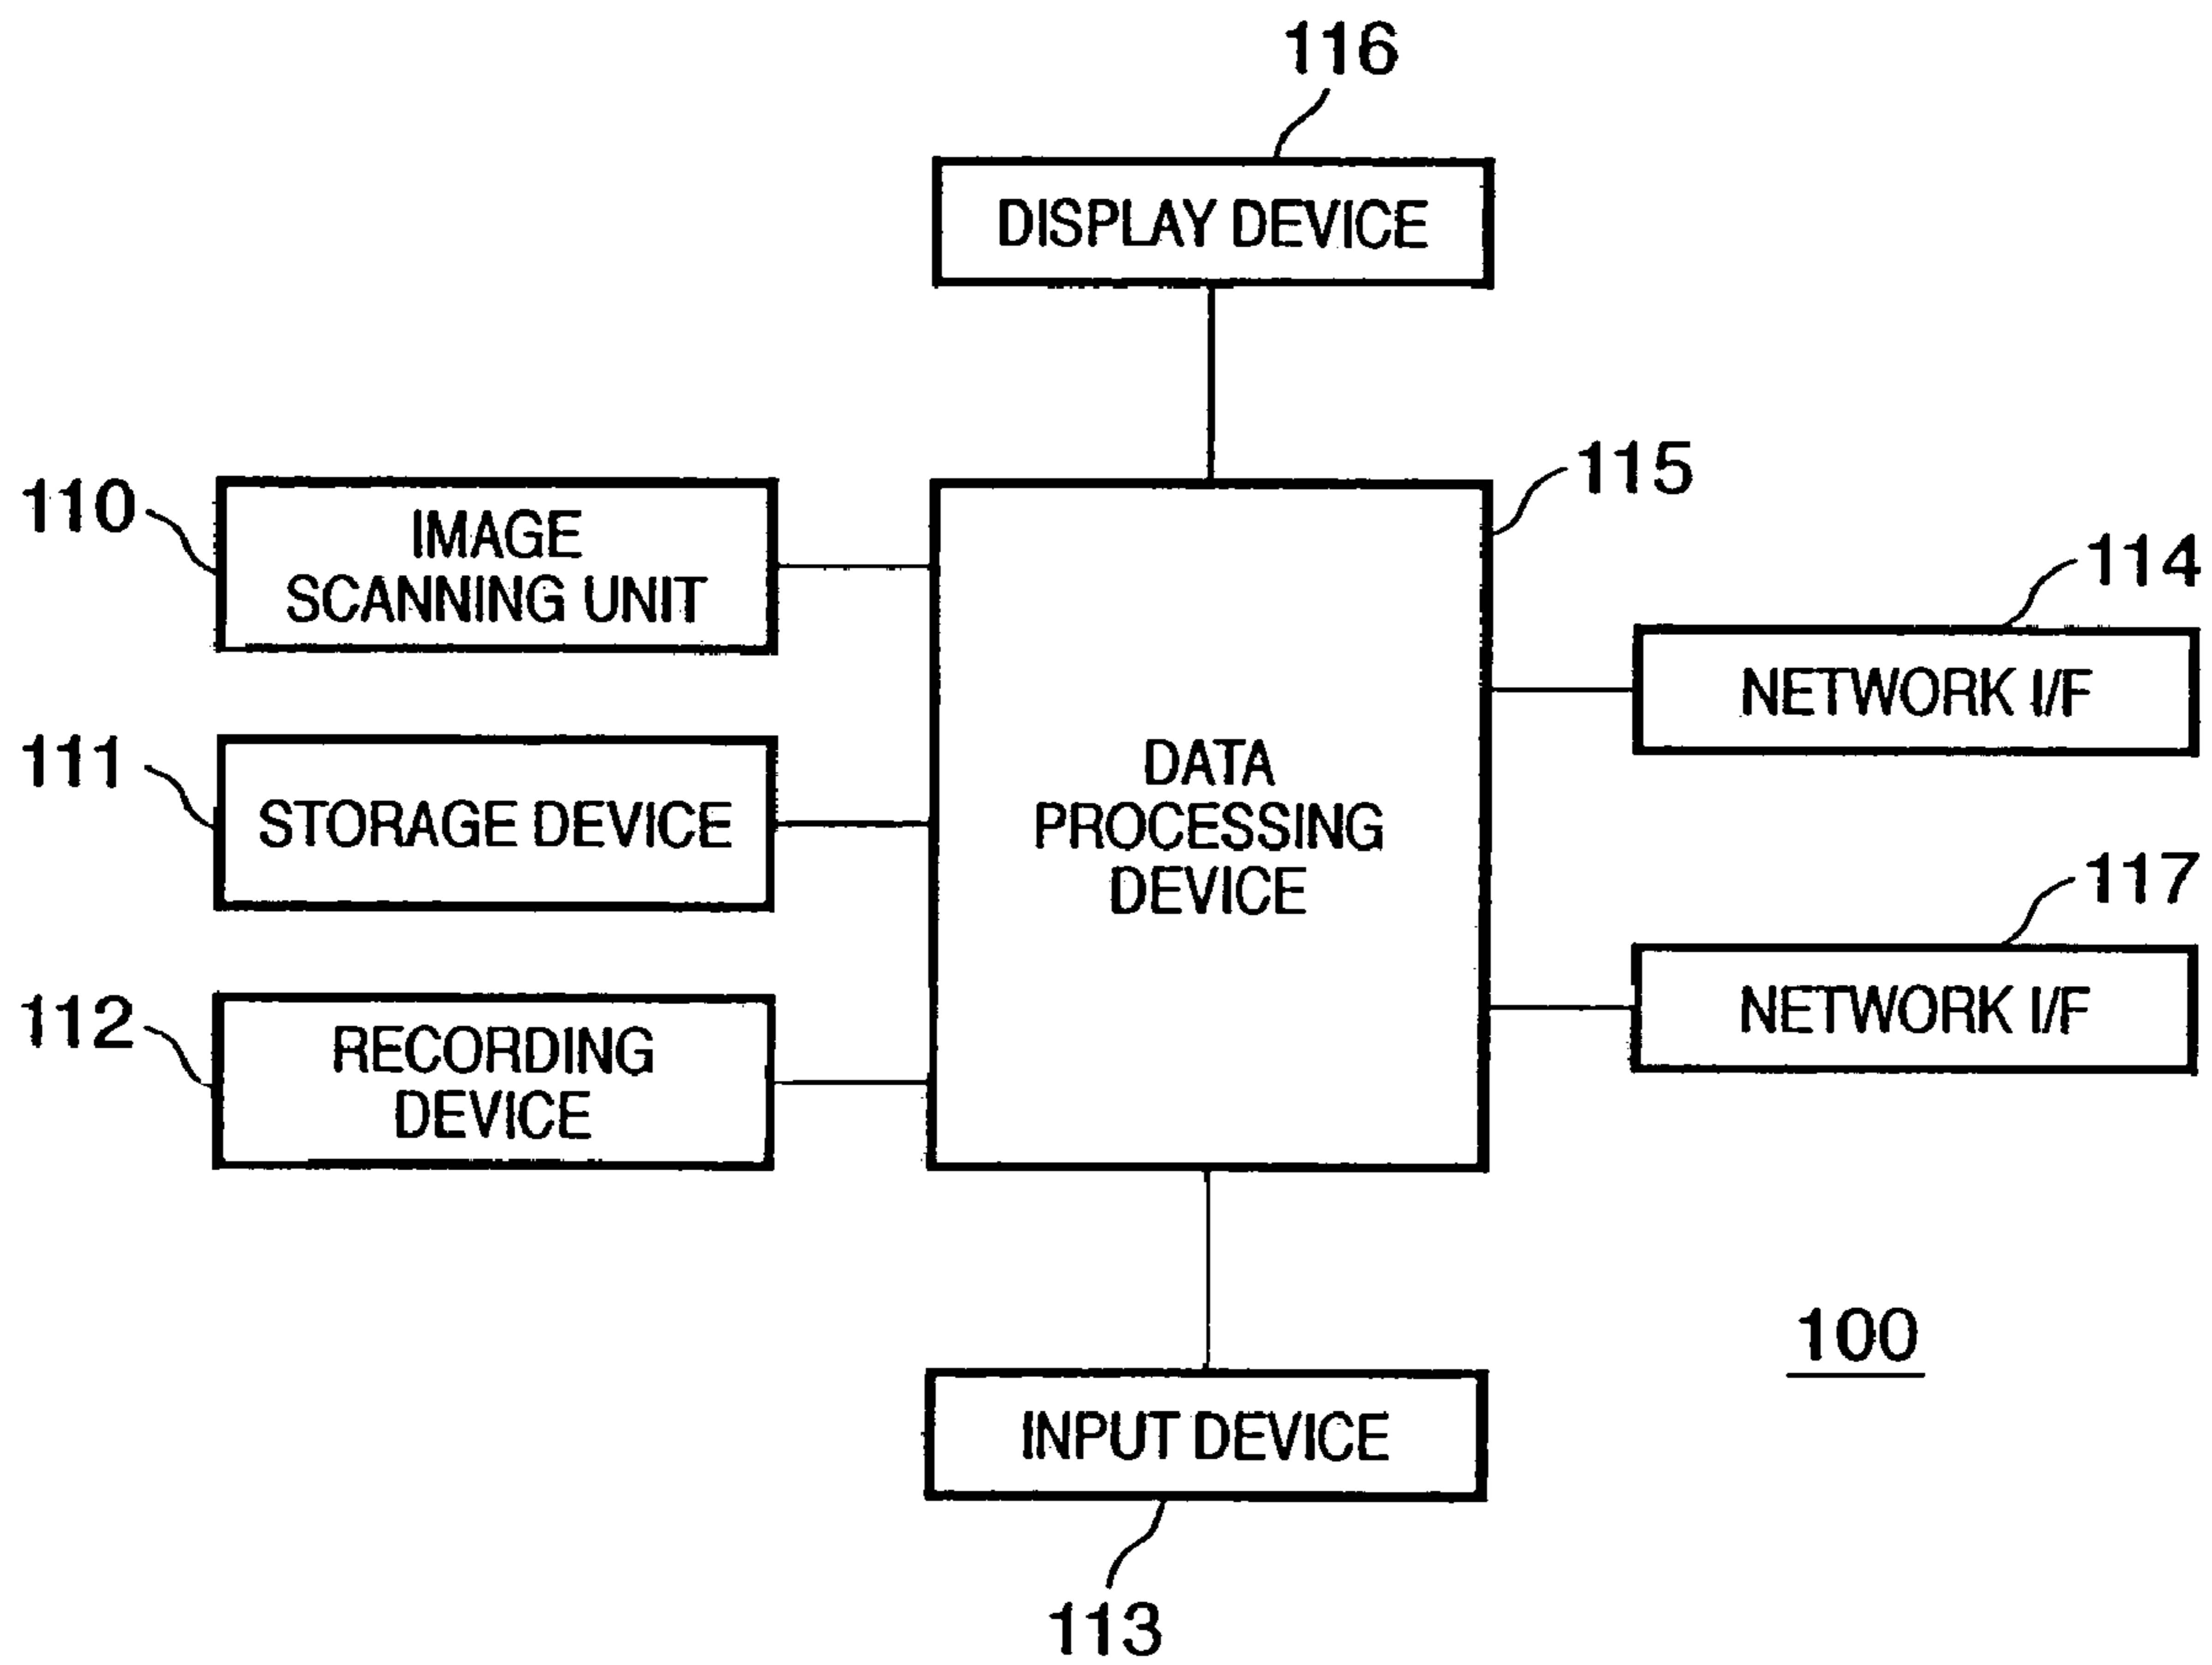 116
DISPLAY DEVICE
115
110
IMAGE
SCANNING UNIT
114
NETWORK I/F
111
STORAGE DEVICE
DATA
PROCESSING
DEVICE
117
NETWORK I/F
112
RECORDING
DEVICE
100
INPUT DEVICE
113